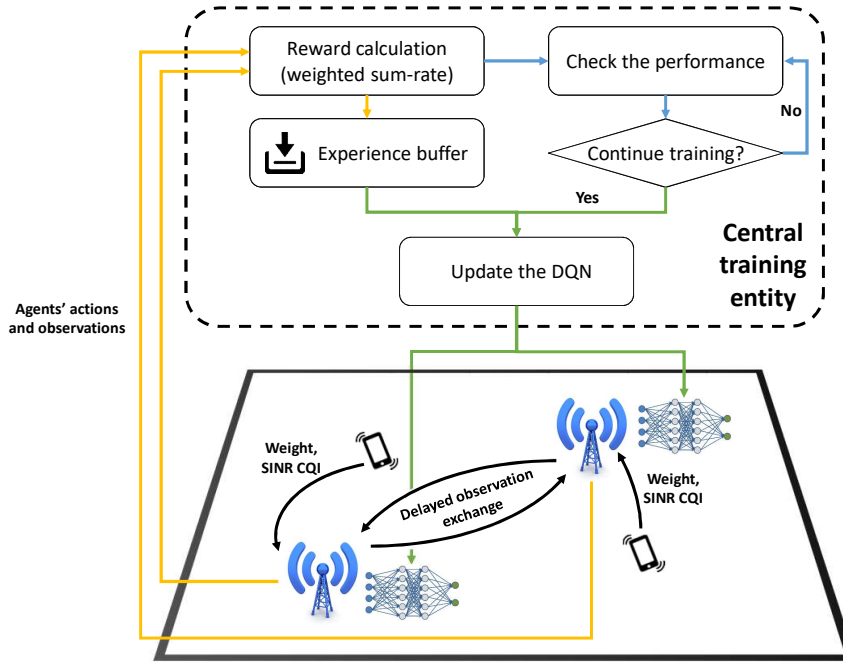 Reward calculation
(weighted sum-rate)
Check the performance
No
Experience buffer
Continue training?
Yes
Central
training
entity
Update the DQN
Agents’ actions
and observations
Weight,
SINR CQI
Delayed observation
exchange
Weight,
SINR CQI